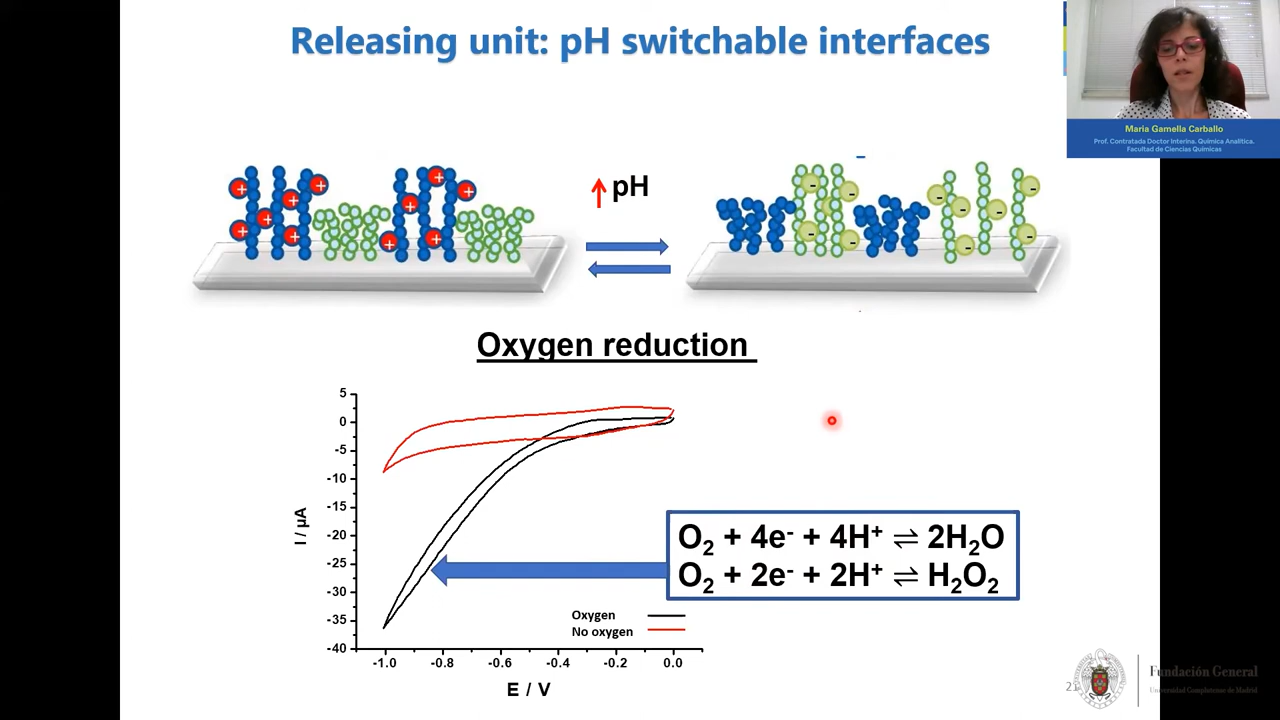 Releasing unit: pH switchable interfaces
Maria Gamella Carballo
Prof. Contratada Doctor Interina. Química Analítica.
Facultad de Ciencias Químicas
+ + + + + + + + + + +
pH
- - - - - - - - - -
Oxygen reduction
5
0
-5
-10
-15
-20
-25
-30
-35
-40
I / µA
-1.0 -0.8 -0.6 -0.4 -0.2 0.0
E / V
Oxygen
No oxygen
O₂ + 4e⁻ + 4H⁺ ⇌ 2H₂O
O₂ + 2e⁻ + 2H⁺ ⇌ H₂O₂
21
Fundación General
Universidad Complutense de Madrid